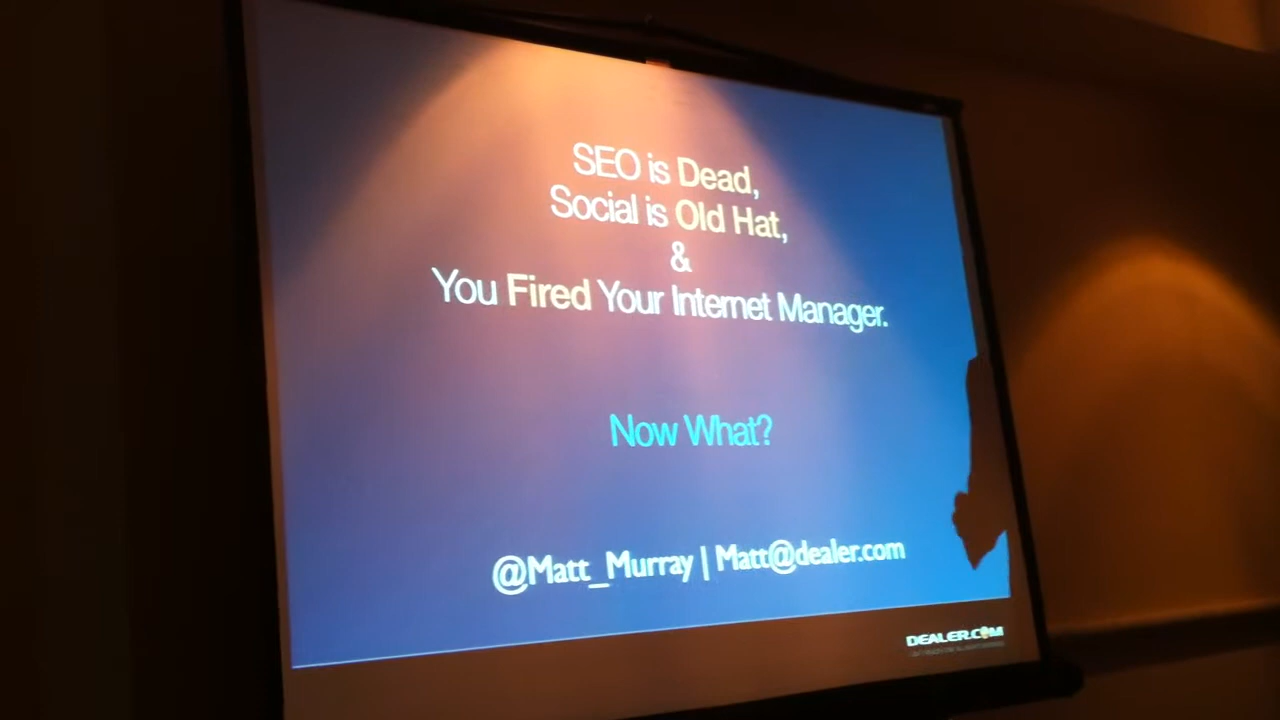 SEO is Dead,
Social is Old Hat,
&
You Fired Your Internet Manager.
Now What?
@Matt_Murray | Matt@dealer.com
DEALER.COM